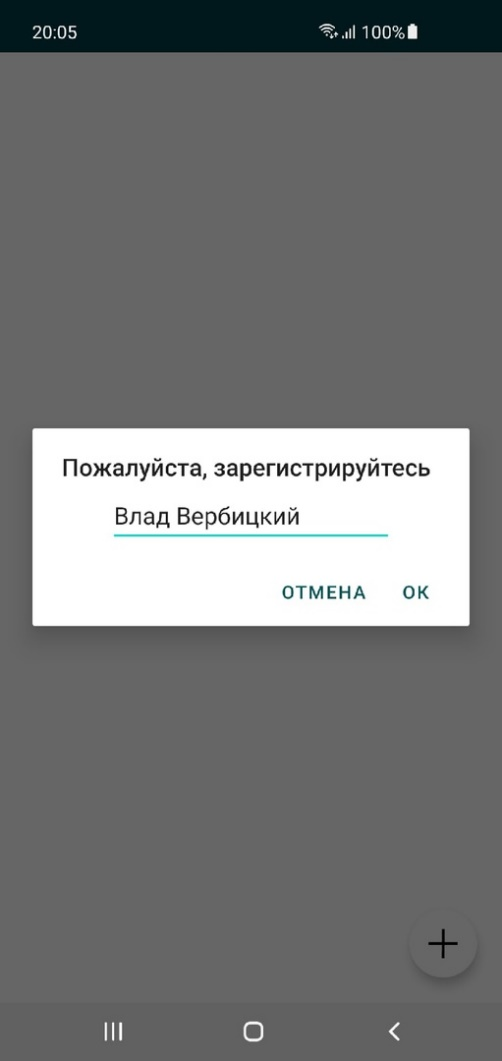 20:05 100%
Пожалуйста, зарегистрируйтесь
Влад Вербицкий
ОТМЕНА ОК